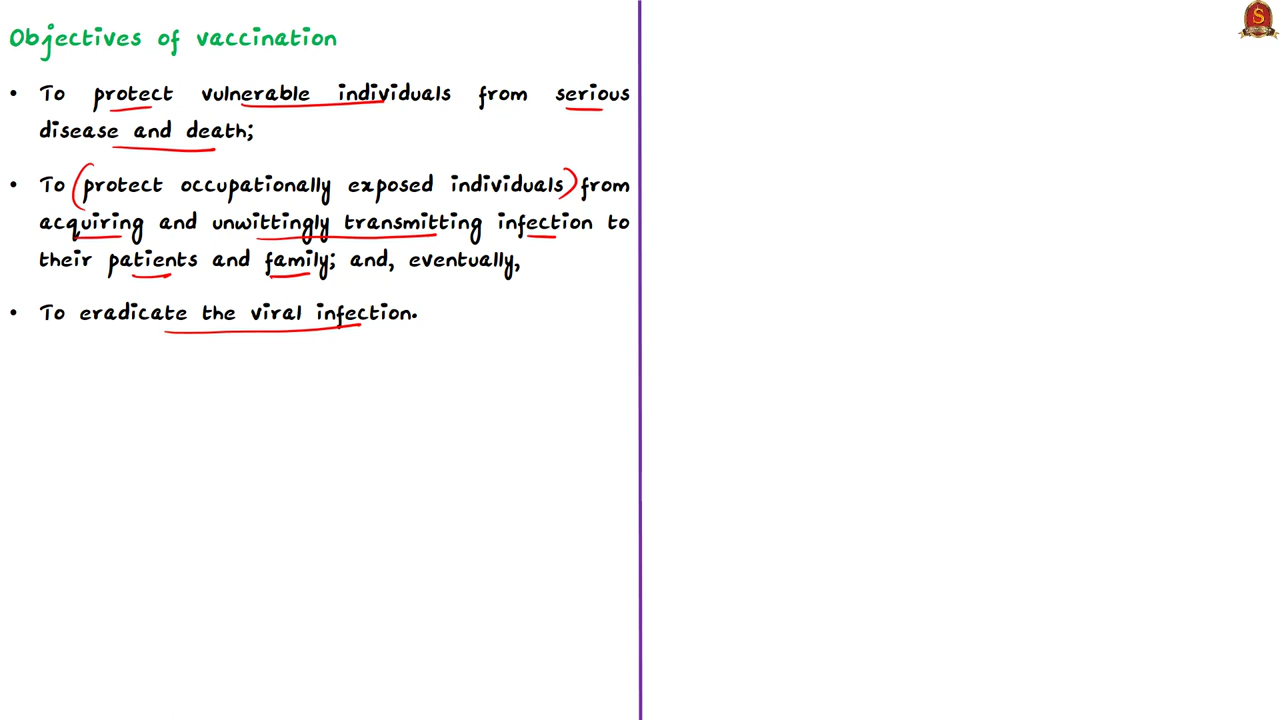 Objectives of vaccination
• To protect vulnerable individuals from serious
disease and death;
• To (protect occupationally exposed individuals) from
acquiring and unwittingly transmitting infection to
their patients and family; and, eventually,
• To eradicate the viral infection.
S